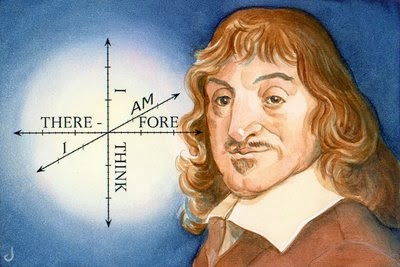 I THINK
THERE - FORE
I AM